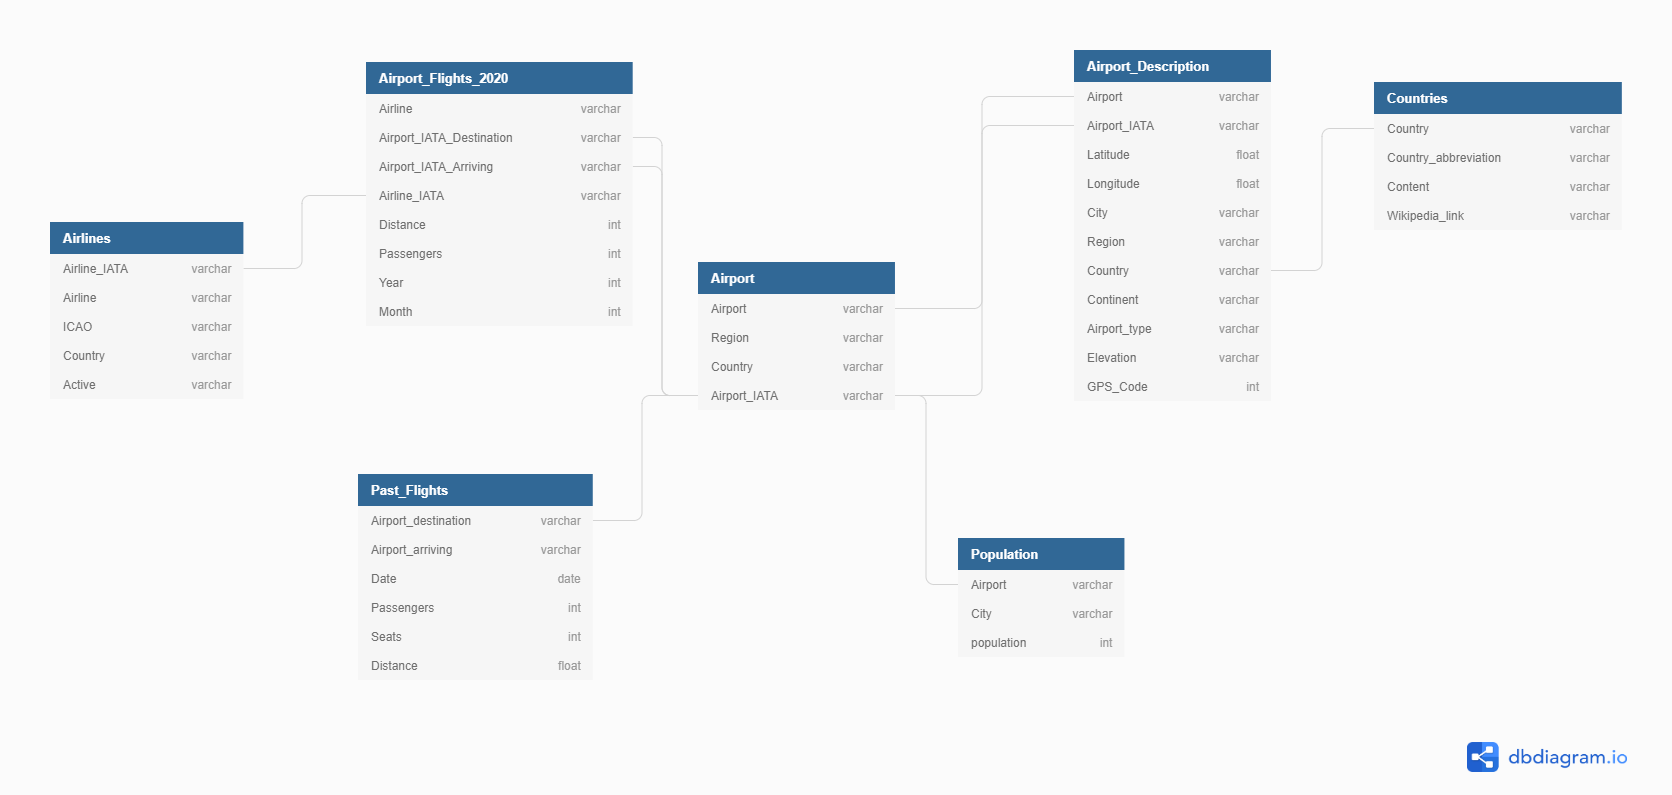 Airport_Flights_2020
Airline varchar
Airport_IATA_Destination varchar
Airport_IATA_Arriving varchar
Airline_IATA varchar
Distance int
Passengers int
Year int
Month int
Airport_Description
Airport varchar
Airport_IATA varchar
Latitude float
Longitude float
City varchar
Region varchar
Country varchar
Continent varchar
Airport_type varchar
Elevation varchar
GPS_Code int
Countries
Country varchar
Country_abbreviation varchar
Content varchar
Wikipedia_link varchar
Airlines
Airline_IATA varchar
Airline varchar
ICAO varchar
Country varchar
Active varchar
Airport
Airport varchar
Region varchar
Country varchar
Airport_IATA varchar
Past_Flights
Airport_destination varchar
Airport_arriving varchar
Date date
Passengers int
Seats int
Distance float
Population
Airport varchar
City varchar
population int
dbdiagram.io